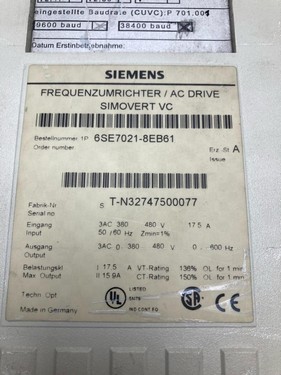 eingestellte Baudrate (CUVC): P 701.001
9600 baud 38400 baud
Datum Erstinbetriebnahme:
SIEMENS
FREQUENZUMRICHTER / AC DRIVE
SIMOVERT VC
Bestellnummer 1P 6SE7021-8EB61
Order number
Erz.-St A
Issue
Fabrik-Nr. S T-N32747500077
Serial no
Eingang 3AC 380 480 V 17.5 A
Input 50 / 60 Hz Zmin=1%
Ausgang 3AC 0 380 480 V 0 600 Hz
Output
Belastungskl I 17.5 A VT-Rating 136% OL for 1 min
Max. Output II 15.9A CT-Rating 150% OL for 1 min
Techn. Opt
Made in Germany
UL LISTED
IND CONT EQ
SA
CE